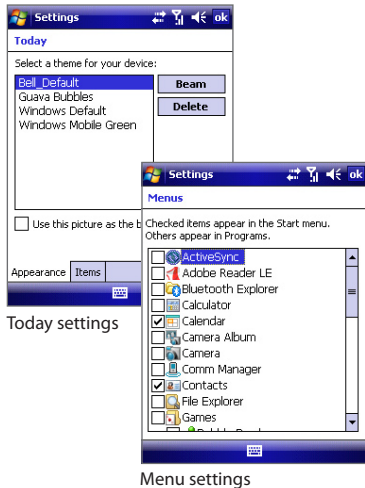 Settings
ok
Today
Select a theme for your device:
Bell_Default
Guava Bubbles
Windows Default
Windows Mobile Green
Beam
Delete
Use this picture as the b
Appearance
Items
Today settings
Settings
ok
Menus
Checked items appear in the Start menu.
Others appear in Programs.
ActiveSync
Adobe Reader LE
Bluetooth Explorer
Calculator
Calendar
Camera Album
Camera
Comm Manager
Contacts
File Explorer
Games
Menu settings